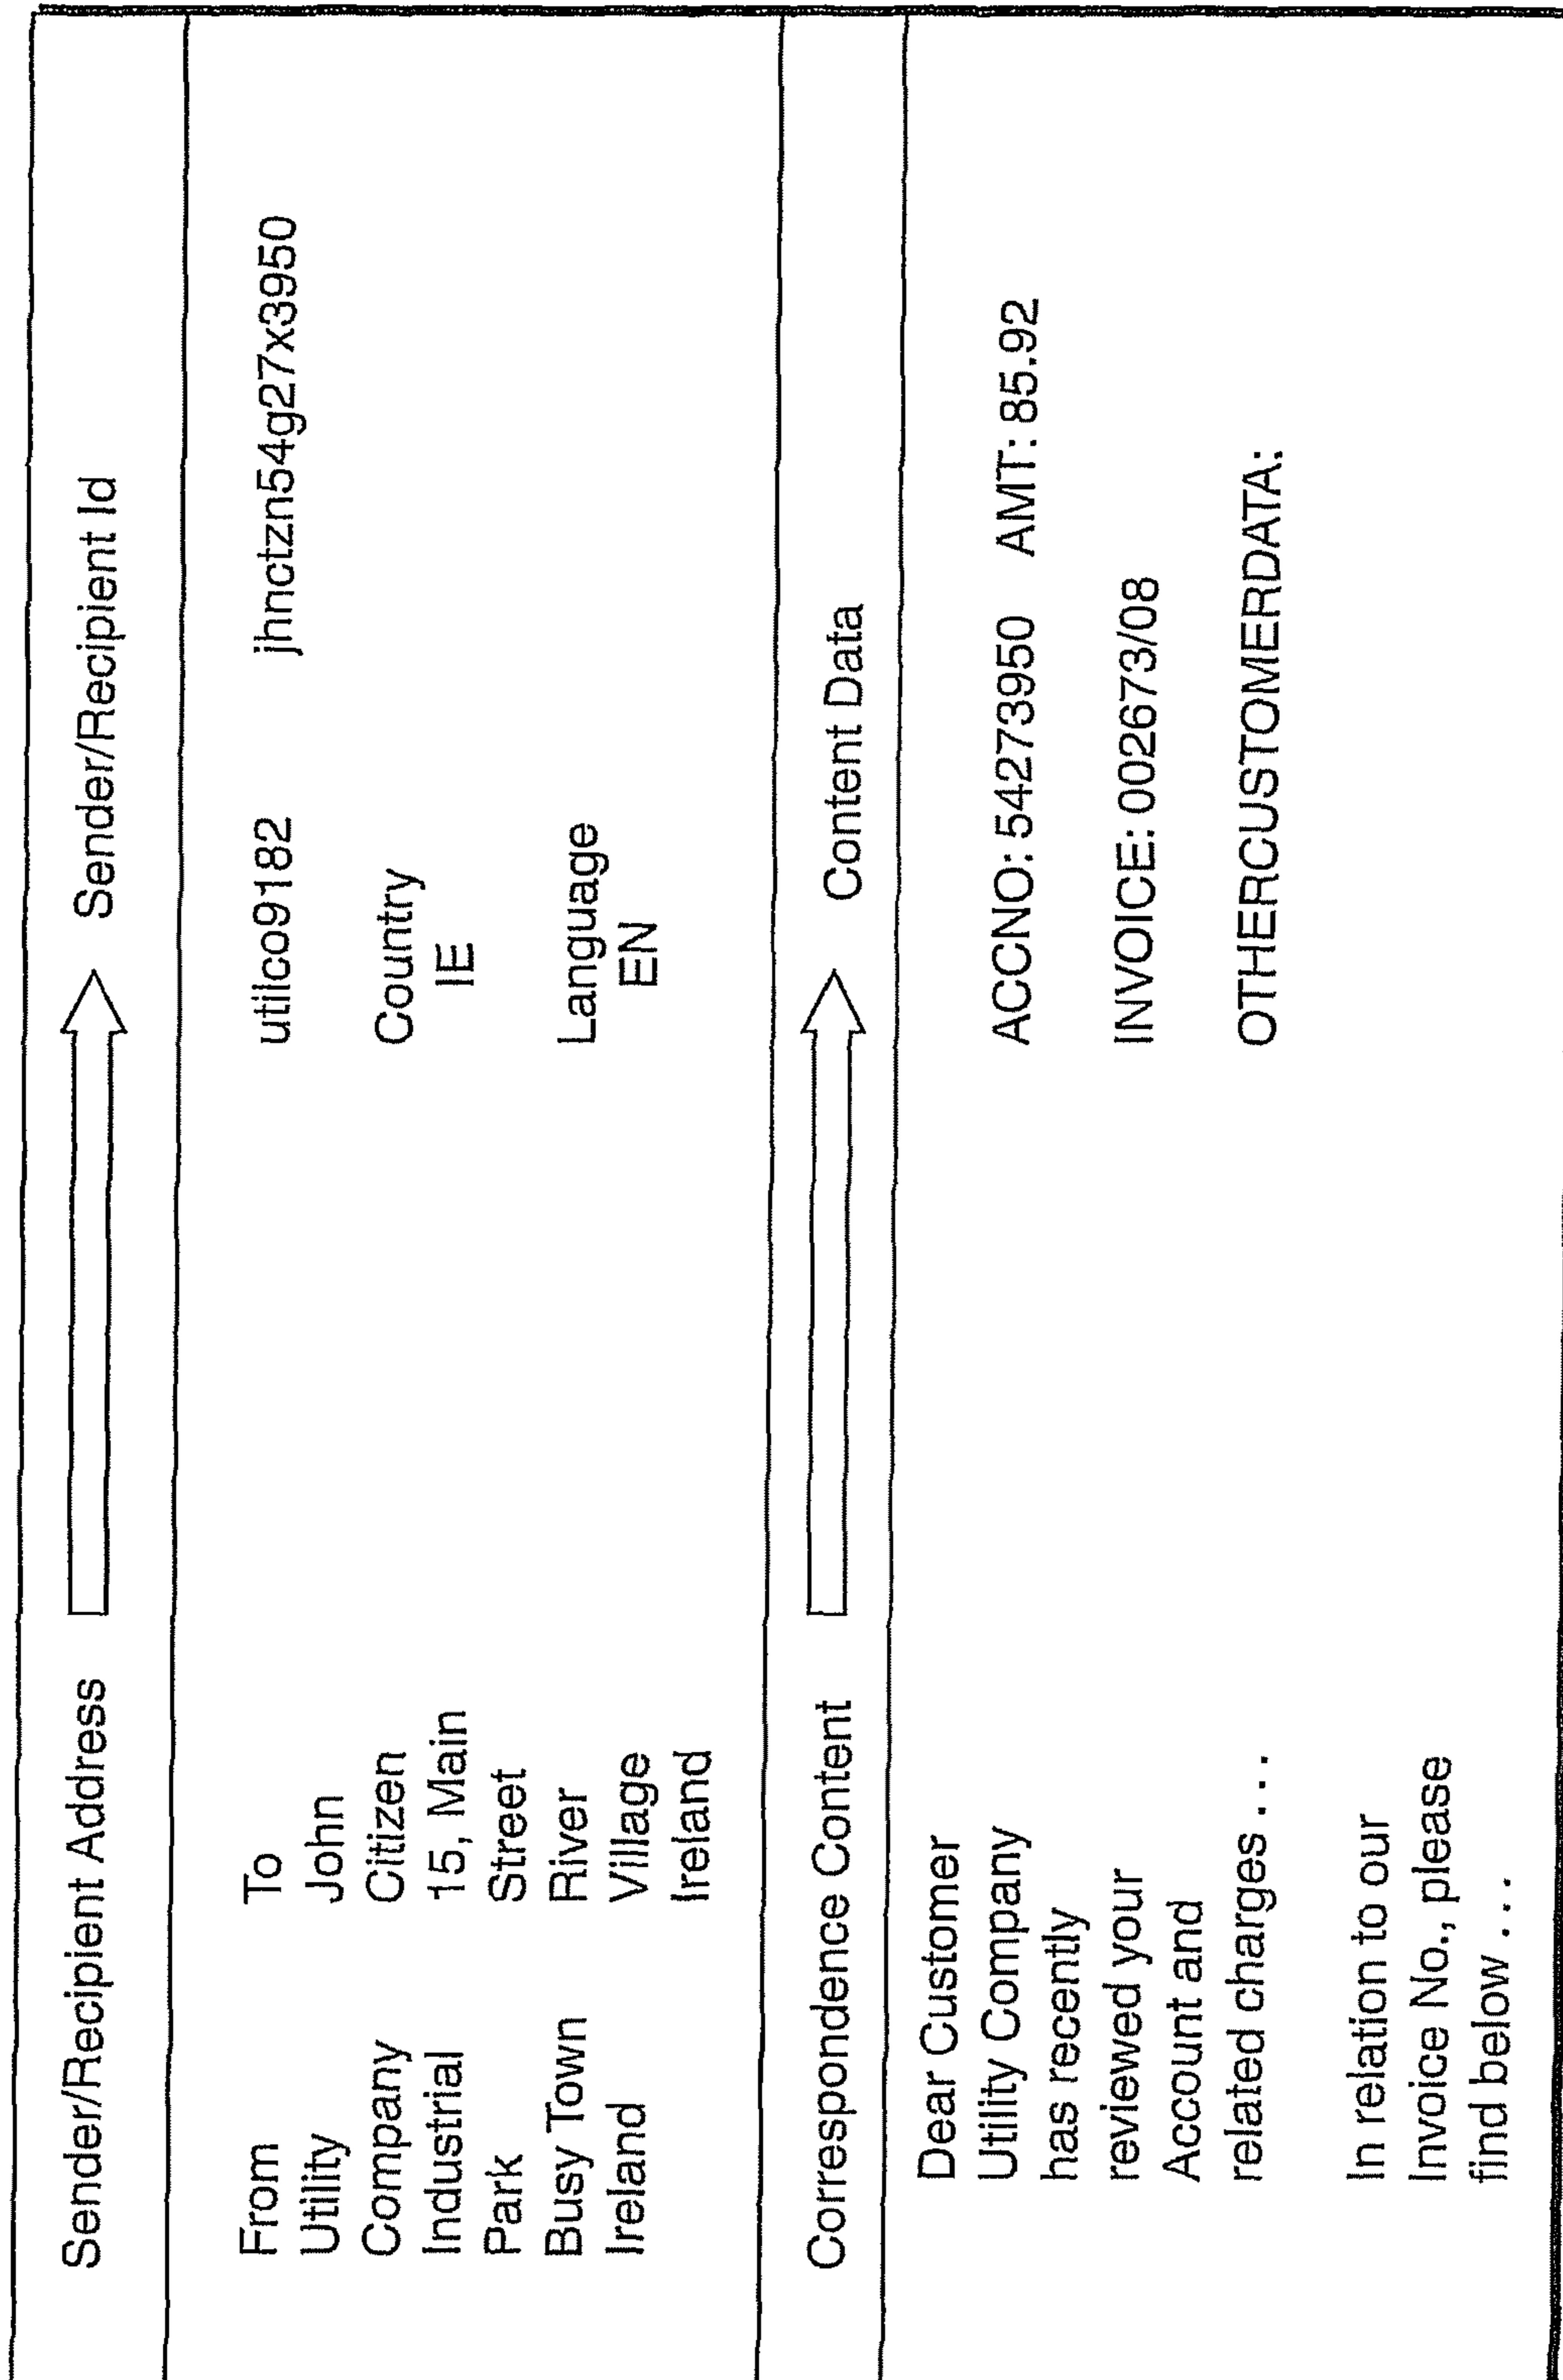 Sender/Recipient Address Sender/Recipient Id
From To utilco9182 jhnctzn54g27x3950
Utility John
Company Citizen Country
Industrial 15, Main IE
Park Street
Busy Town River Language
Ireland Village EN
Ireland
Correspondence Content Content Data
Dear Customer
Utility Company ACCNO: 54273950 AMT: 85.92
has recently
reviewed your INVOICE: 002673/08
Account and
related charges . . . OTHERCUSTOMERDATA:
In relation to our
Invoice No., please
find below . . .